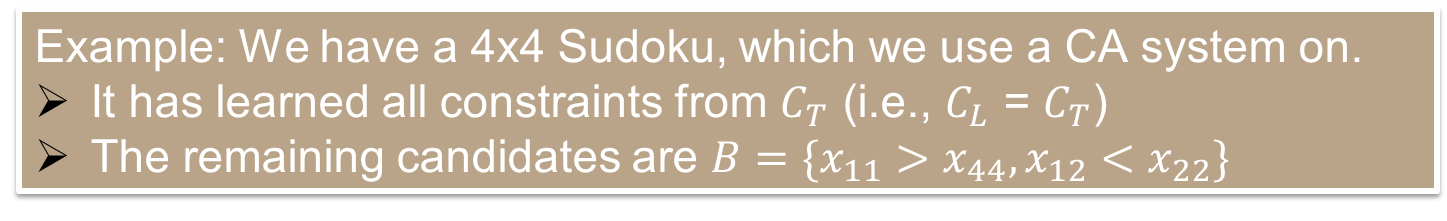 Example: We have a 4x4 Sudoku, which we use a CA system on.
➢ It has learned all constraints from C_T (i.e., C_L = C_T)
➢ The remaining candidates are B = {x_11 > x_44, x_12 < x_22}